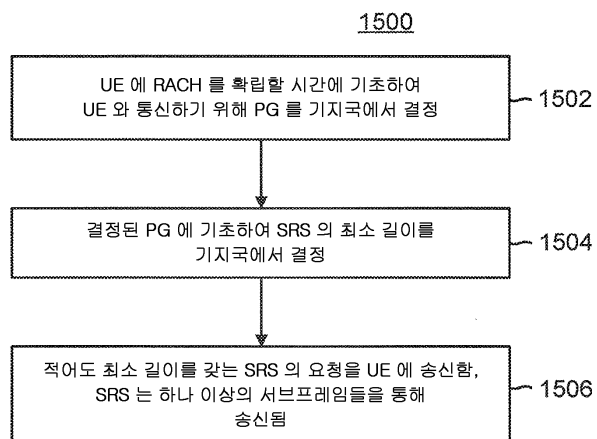 1500
UE 에 RACH 를 확립할 시간에 기초하여
UE 와 통신하기 위해 PG 를 기지국에서 결정
1502
결정된 PG 에 기초하여 SRS 의 최소 길이를
기지국에서 결정
1504
적어도 최소 길이를 갖는 SRS 의 요청을 UE 에 송신함,
SRS 는 하나 이상의 서브프레임들을 통해
송신됨
1506